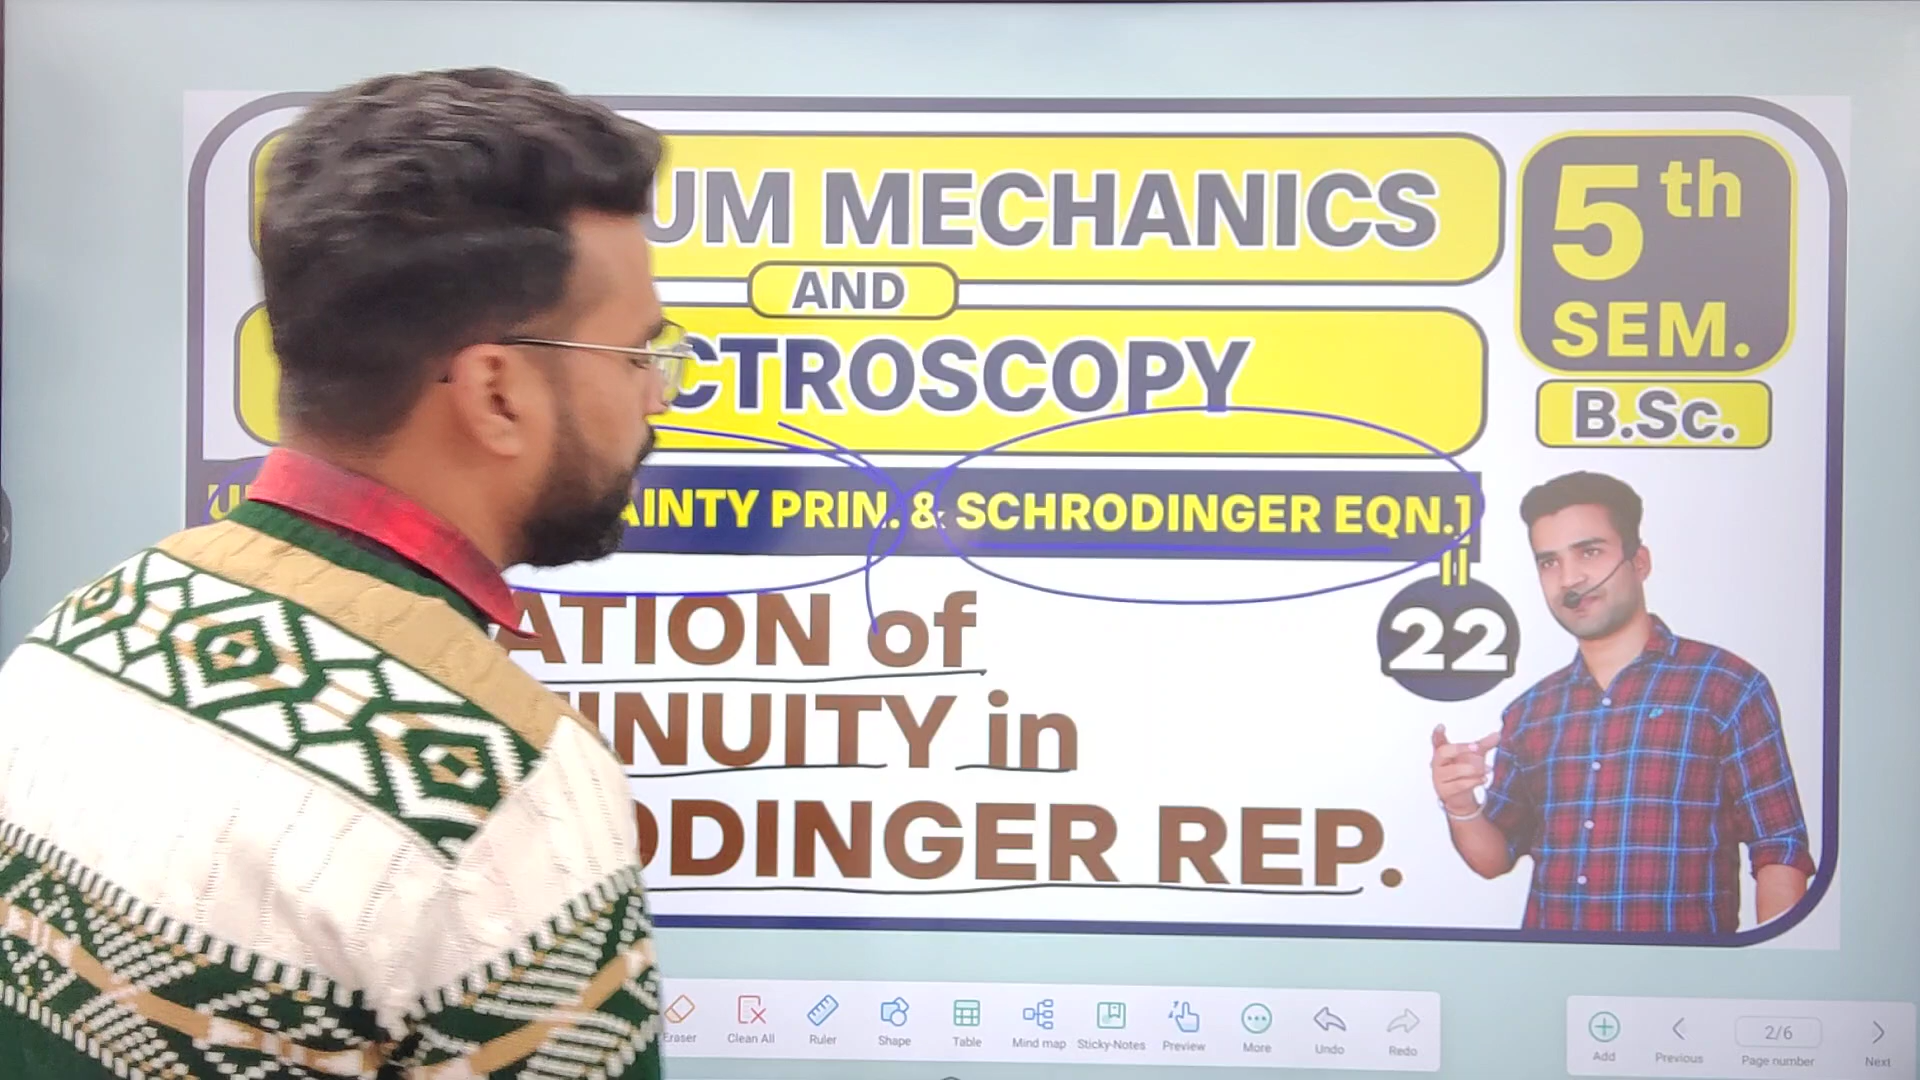 UM MECHANICS
AND
CTROSCOPY
5th
SEM.
B.Sc.
AINTY PRIN. & SCHRODINGER EQN.]
22
ATION of
INUITY in
ODINGER REP.
Eraser Clean All Ruler Shape Table Mind map Sticky-Notes Preview More Undo Redo
Add Previous 2/6 Page number Next